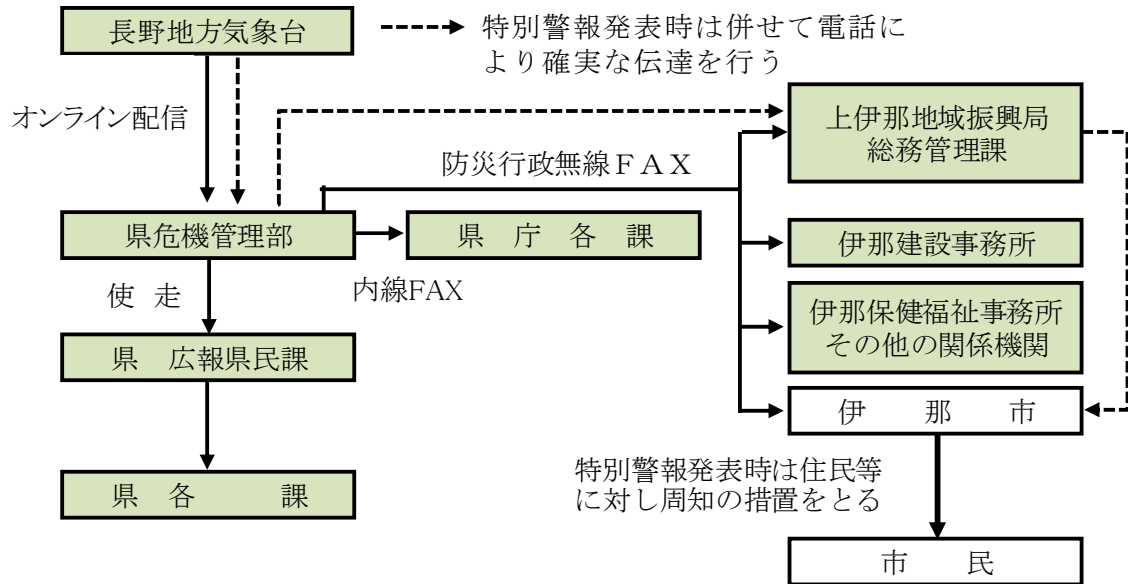 長野地方気象台
特別警報発表時は併せて電話に
より確実な伝達を行う
オンライン配信
上伊那地域振興局
総務管理課
防災行政無線ＦＡＸ
県危機管理部
県 庁 各 課
伊那建設事務所
使 走
内線FAX
伊那保健福祉事務所
その他の関係機関
県 広報県民課
伊 那 市
特別警報発表時は住民等
に対し周知の措置をとる
県 各 課
市 民